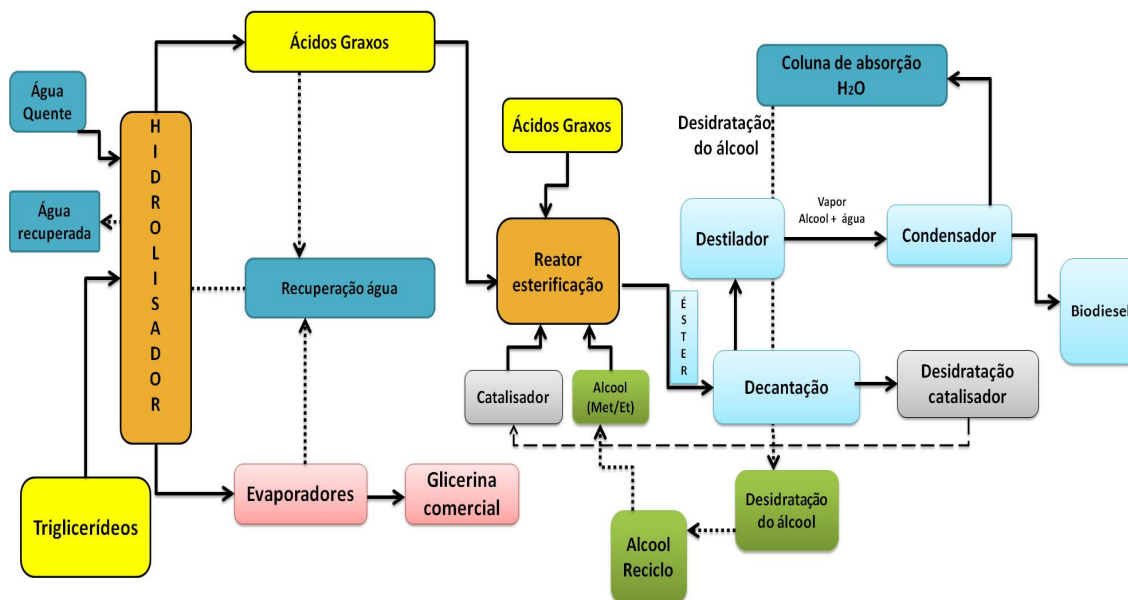 Ácidos Graxos
Coluna de absorção
H₂O
Água
Quente
HIDROLISADOR
Ácidos Graxos
Desidratação
do álcool
Água
recuperada
Vapor
Alcool + água
Destilador
Condensador
Reator
esterificação
Recuperação água
ÉSTER
Biodiesel
Catalisador
Alcool
(Met/Et)
Decantação
Desidratação
catalisador
Triglicerídeos
Evaporadores
Glicerina
comercial
Desidratação
do álcool
Alcool
Reciclo